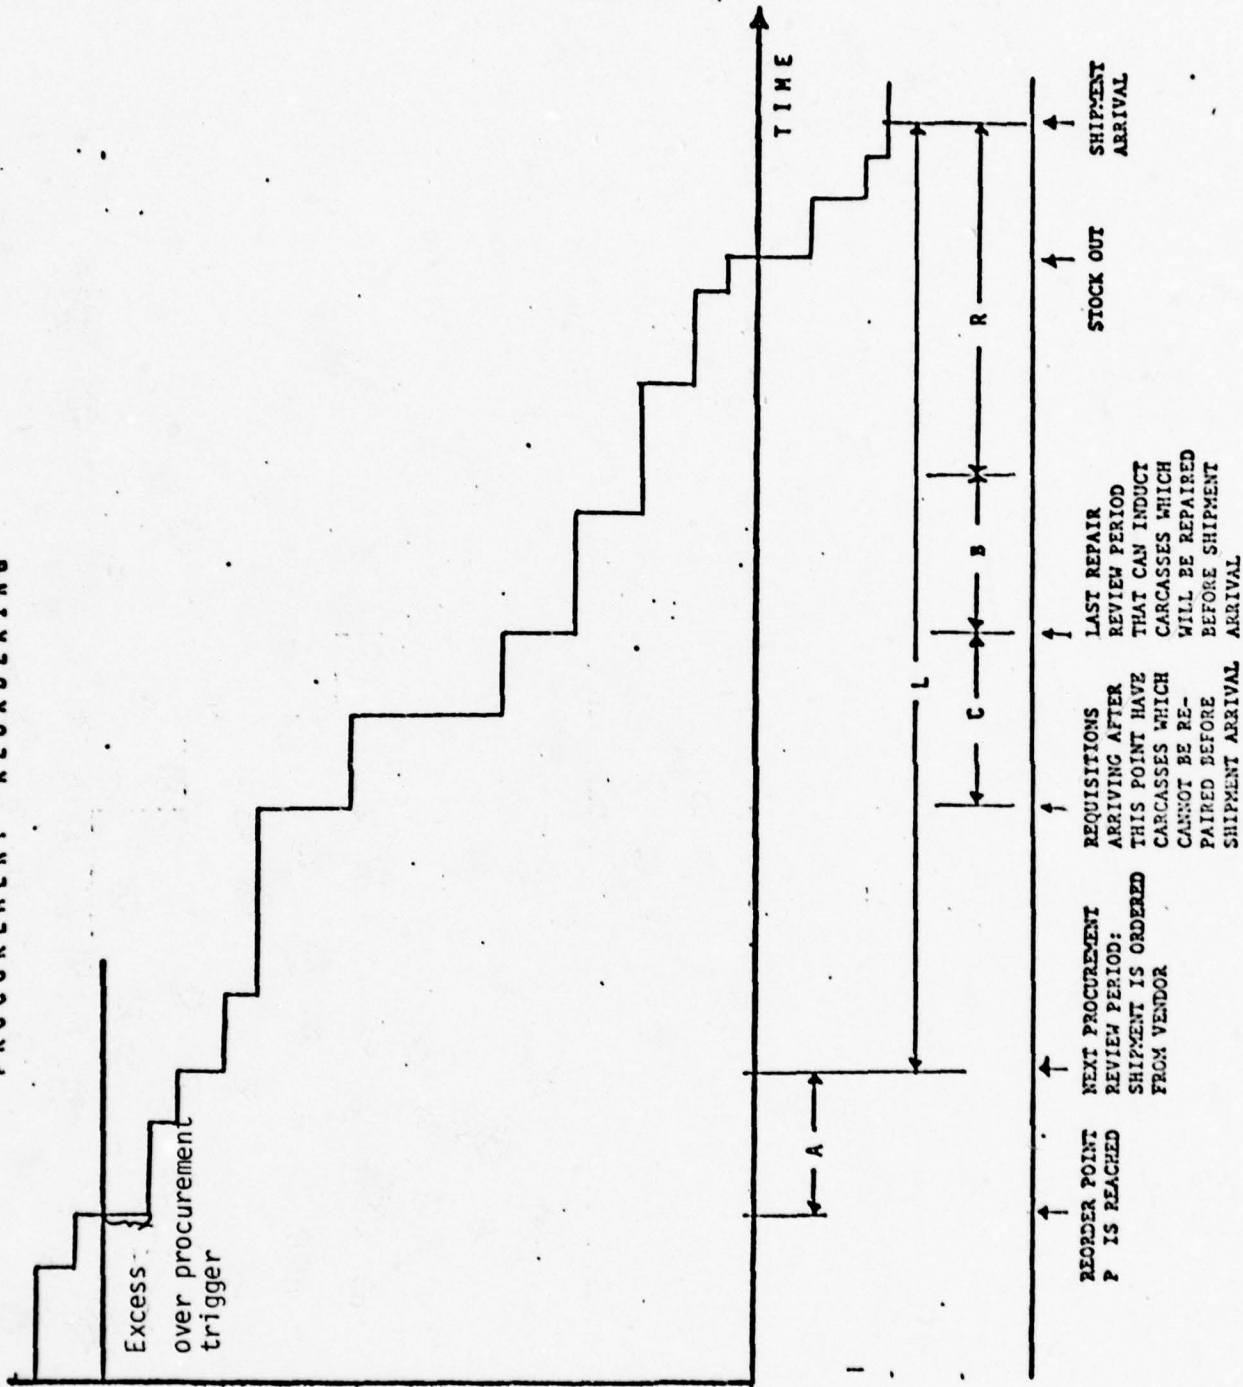 Excess
over procurement
trigger
TIME
A
L
C
B
R
REORDER POINT
P IS REACHED
NEXT PROCUREMENT
REVIEW PERIOD:
SHIPMENT IS ORDERED
FROM VENDOR
REQUISITIONS
ARRIVING AFTER
THIS POINT HAVE
CARCASSES WHICH
CANNOT BE RE-
PAIRED BEFORE
SHIPMENT ARRIVAL
LAST REPAIR
REVIEW PERIOD
THAT CAN INDUCT
CARCASSES WHICH
WILL BE REPAIRED
BEFORE SHIPMENT
ARRIVAL
STOCK OUT
SHIPMENT
ARRIVAL